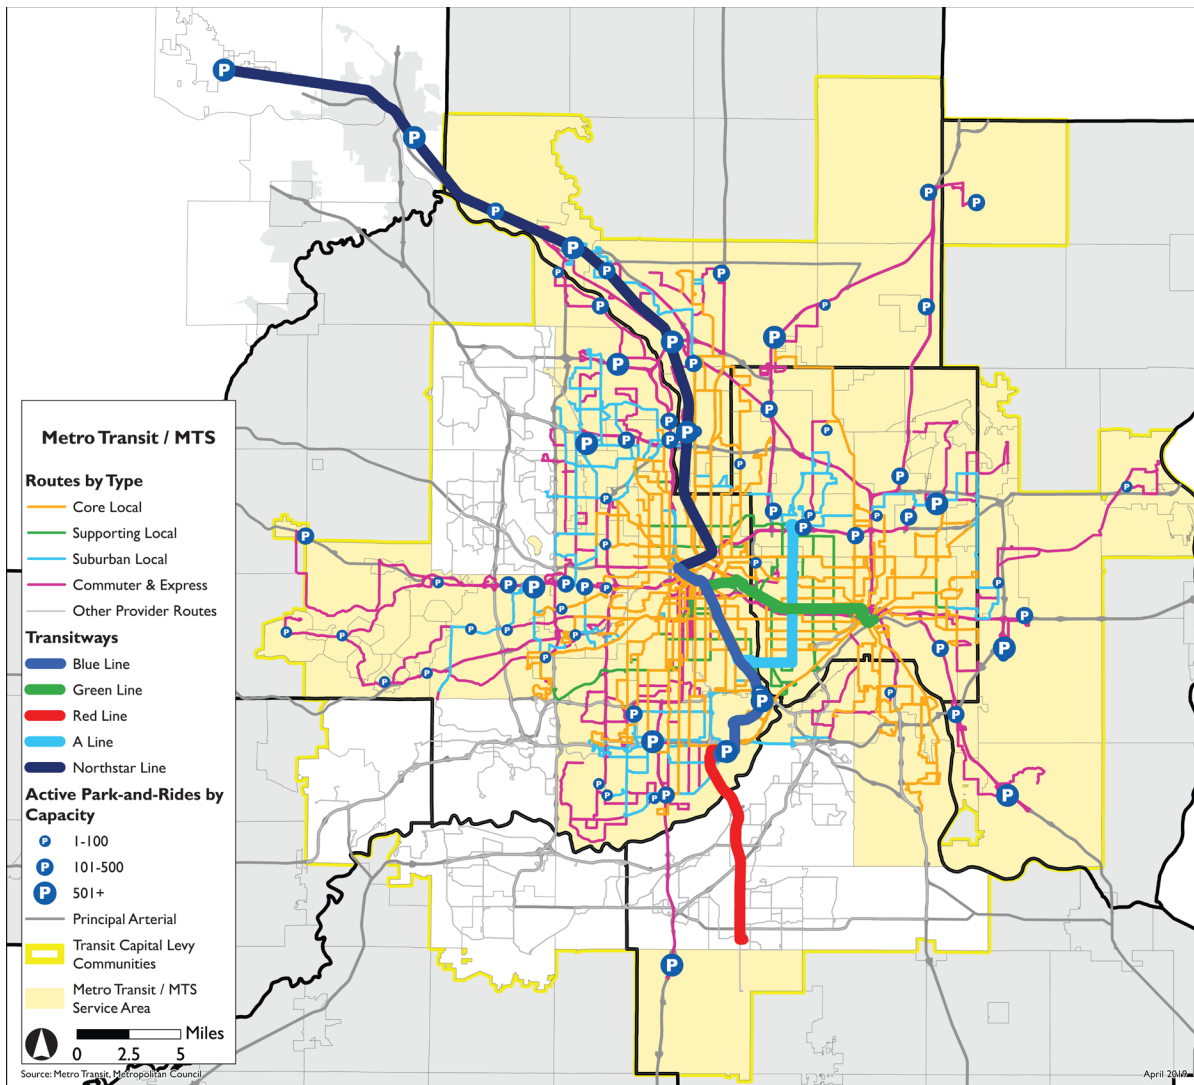 Metro Transit / MTS
Routes by Type
Core Local
Supporting Local
Suburban Local
Commuter & Express
Other Provider Routes
Transitways
Blue Line
Green Line
Red Line
A Line
Northstar Line
Active Park-and-Rides by
Capacity
P 1-100
P 101-500
P 501+
Principal Arterial
Transit Capital Levy
Communities
Metro Transit / MTS
Service Area
Miles
0 2.5 5
Source: Metro Transit, Metropolitan Council
April 2019